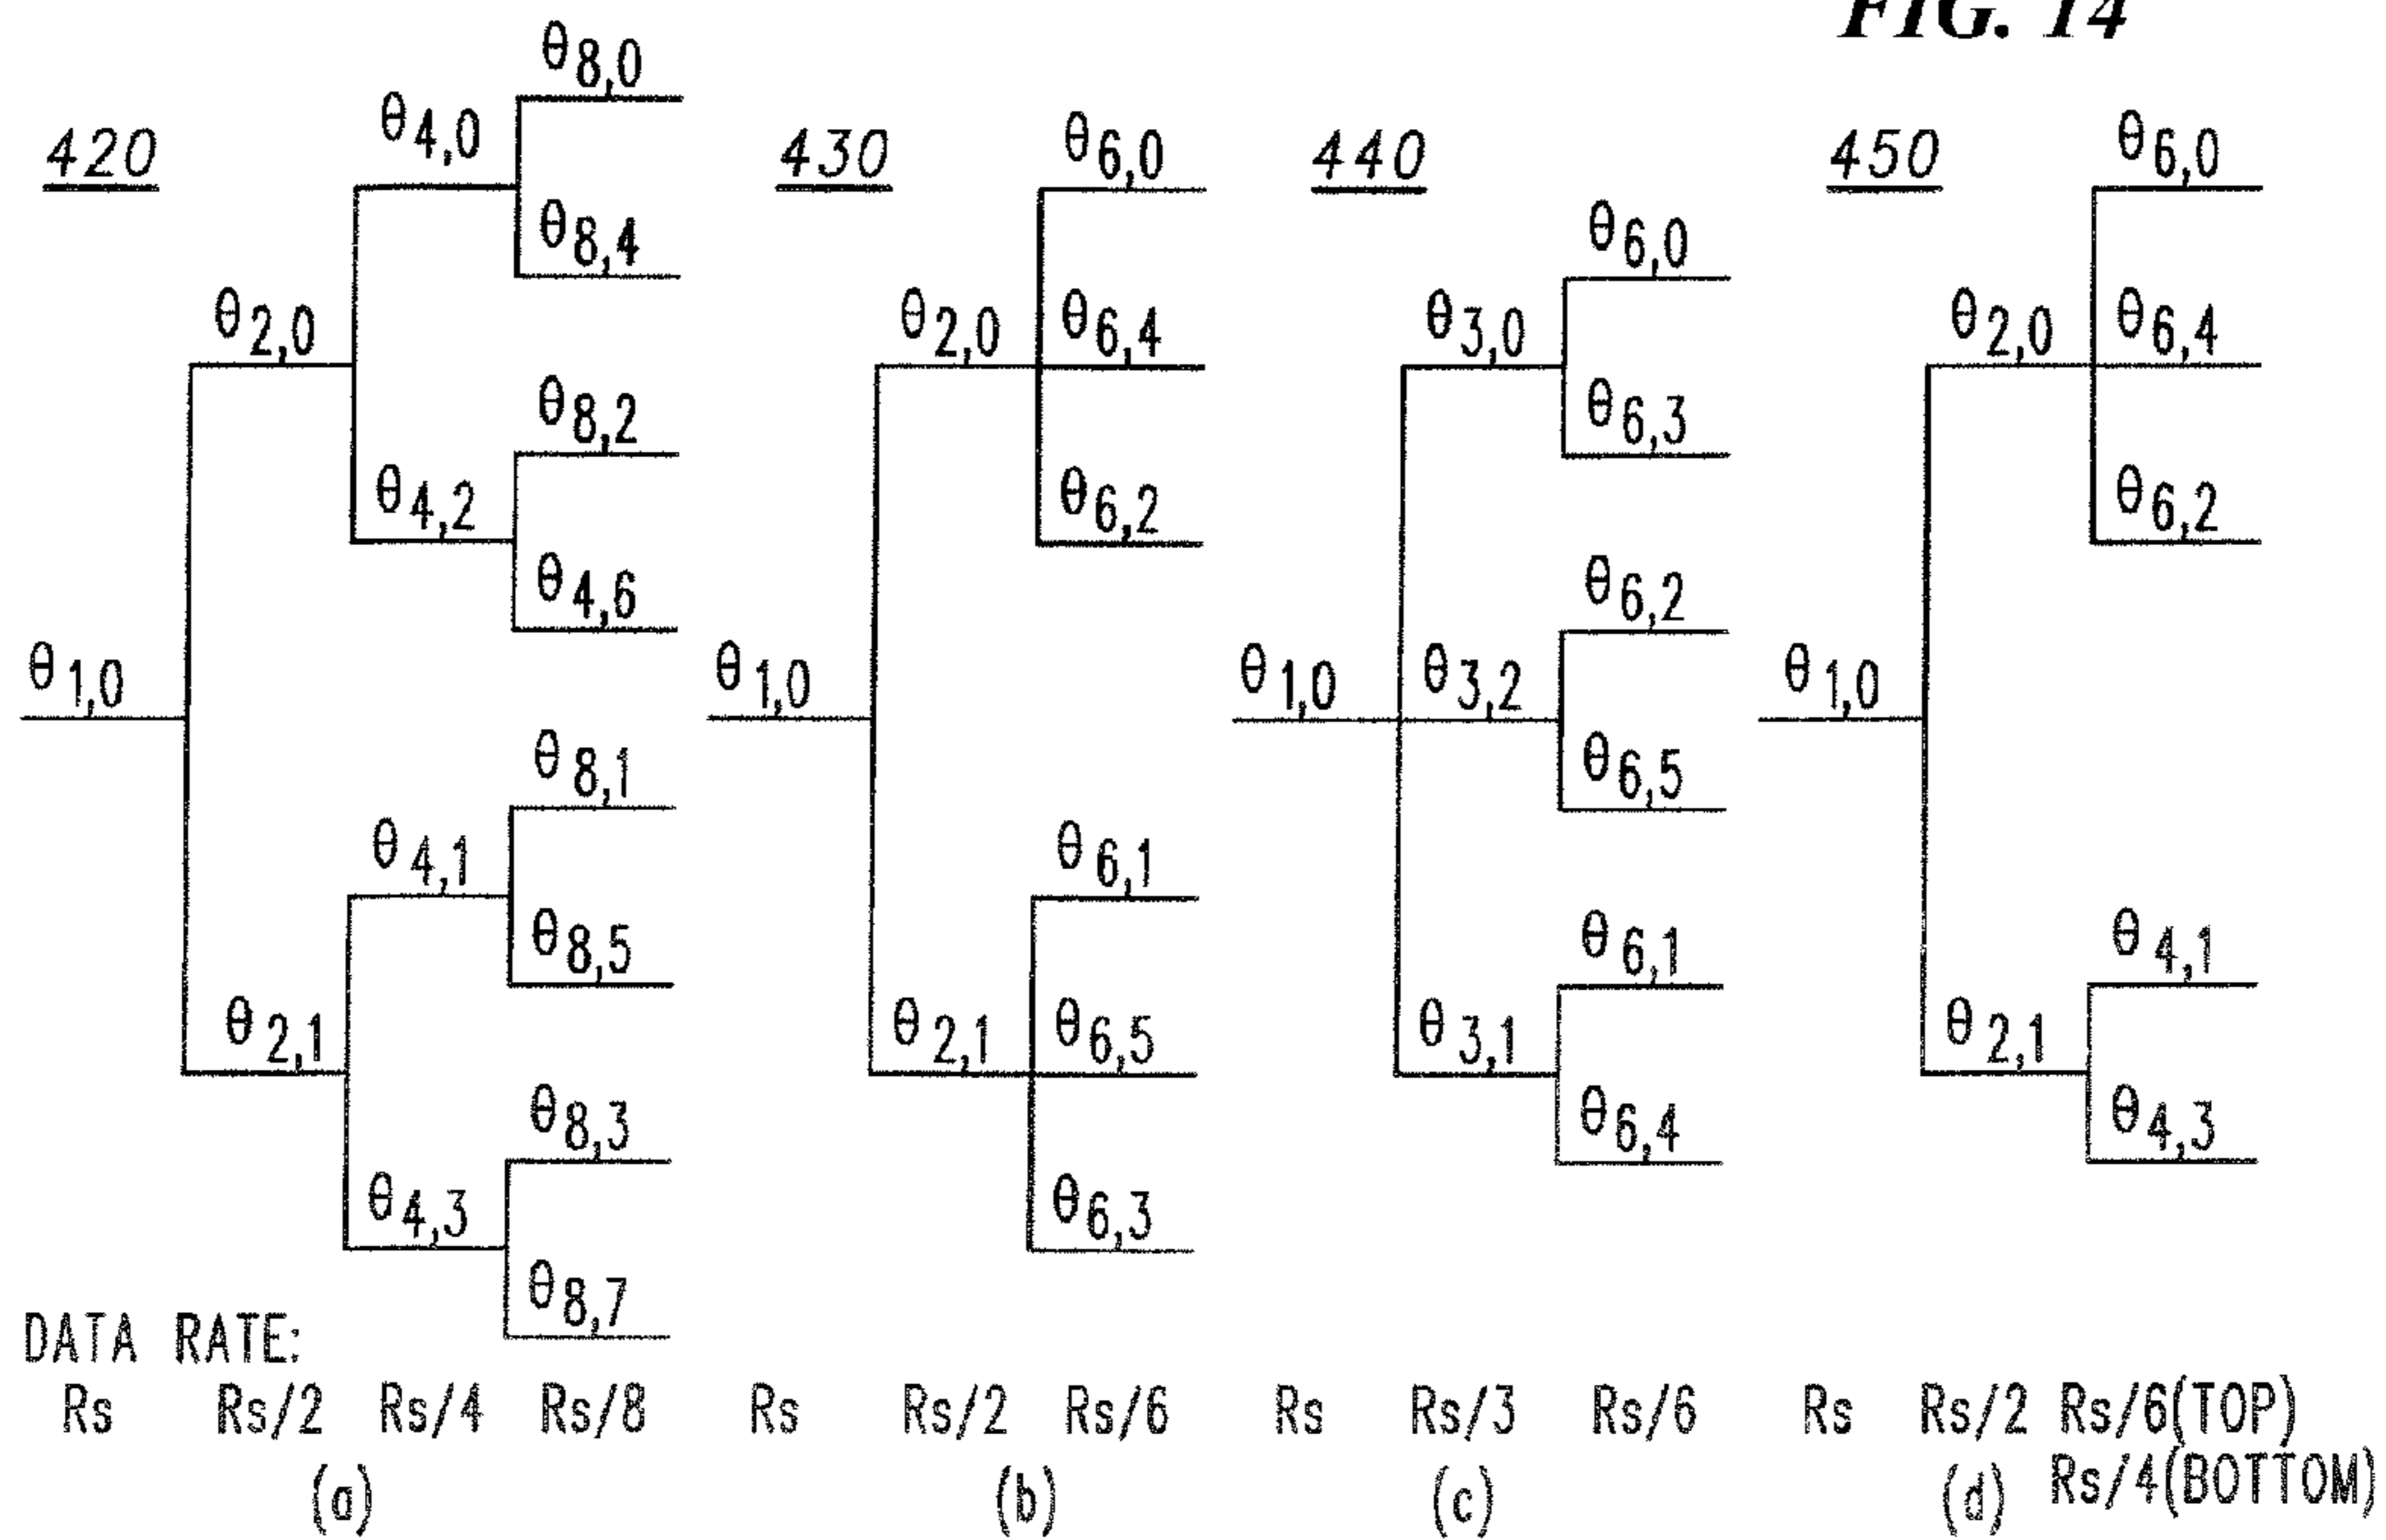 FIG. 14
420
θ1,0
θ2,0
θ2,1
θ4,0
θ4,2
θ4,1
θ4,3
θ8,0
θ8,4
θ8,2
θ4,6
θ8,1
θ8,5
θ8,3
θ8,7
430
θ1,0
θ2,0
θ2,1
θ6,0
θ6,4
θ6,2
θ6,1
θ6,5
θ6,3
440
θ1,0
θ3,0
θ3,2
θ3,1
θ6,0
θ6,3
θ6,2
θ6,5
θ6,1
θ6,4
450
θ1,0
θ2,0
θ2,1
θ6,0
θ6,4
θ6,2
θ4,1
θ4,3
DATA RATE:
Rs Rs/2 Rs/4 Rs/8 Rs Rs/2 Rs/6 Rs Rs/3 Rs/6 Rs Rs/2 Rs/6(TOP)
Rs/4(BOTTOM)
(a) (b) (c) (d)